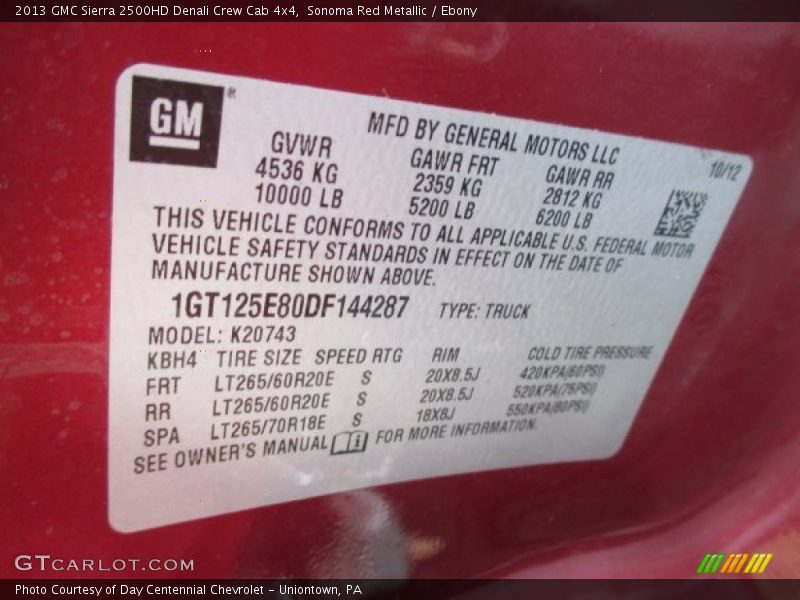 2013 GMC Sierra 2500HD Denali Crew Cab 4x4, Sonoma Red Metallic / Ebony
GM®
MFD BY GENERAL MOTORS LLC
10/12
GVWR GAWR FRT GAWR RR
4536 KG 2359 KG 2812 KG
10000 LB 5200 LB 6200 LB
THIS VEHICLE CONFORMS TO ALL APPLICABLE U.S. FEDERAL MOTOR
VEHICLE SAFETY STANDARDS IN EFFECT ON THE DATE OF
MANUFACTURE SHOWN ABOVE.
1GT125E80DF144287 TYPE: TRUCK
MODEL: K20743
KBH4 TIRE SIZE SPEED RTG RIM COLD TIRE PRESSURE
FRT LT265/60R20E S 20X8.5J 420KPA(60PSI)
RR LT265/60R20E S 20X8.5J 520KPA(75PSI)
SPA LT265/70R18E S 18X8J 550KPA(80PSI)
SEE OWNER'S MANUAL FOR MORE INFORMATION.
GTCARLOT.COM
Photo Courtesy of Day Centennial Chevrolet – Uniontown, PA